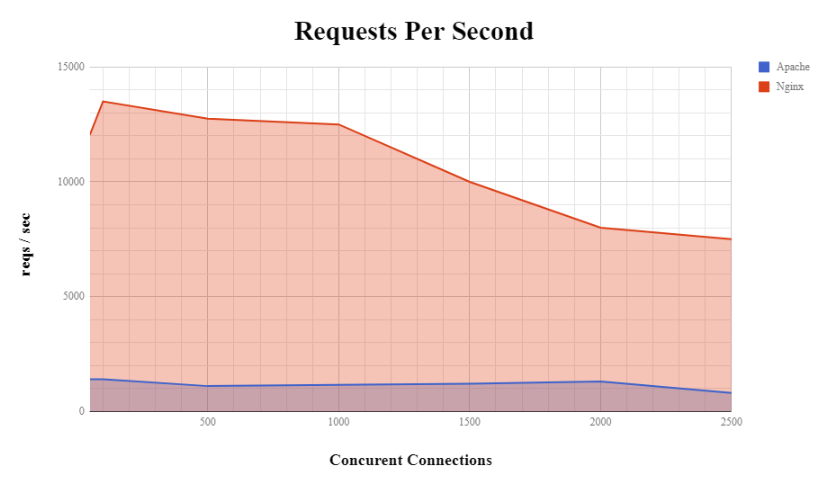 Requests Per Second
Apache
Nginx
15000
10000
5000
0
reqs / sec
500
1000
1500
2000
2500
Concurent Connections